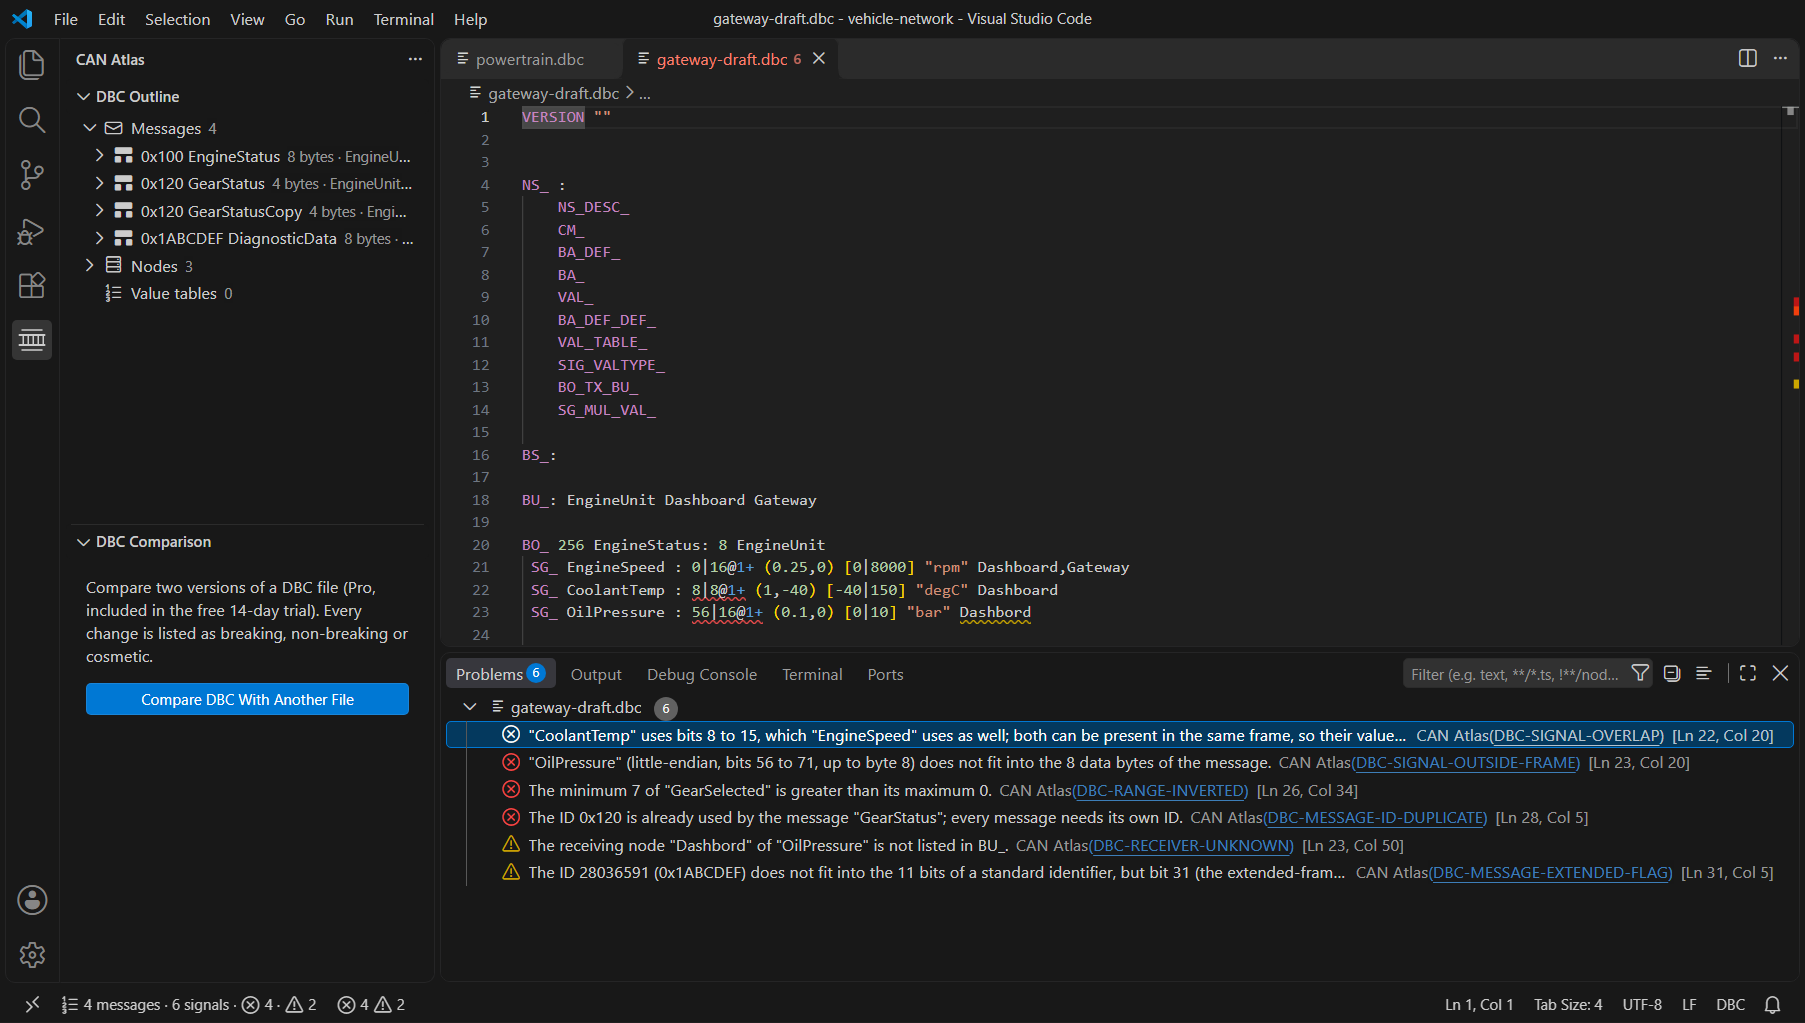 File Edit Selection View Go Run Terminal Help
gateway-draft.dbc - vehicle-network - Visual Studio Code
CAN Atlas
DBC Outline
Messages 4
0x100 EngineStatus 8 bytes · EngineU...
0x120 GearStatus 4 bytes · EngineUnit...
0x120 GearStatusCopy 4 bytes · Engi...
0x1ABCDEF DiagnosticData 8 bytes · ...
Nodes 3
Value tables 0
DBC Comparison
Compare two versions of a DBC file (Pro,
included in the free 14-day trial). Every
change is listed as breaking, non-breaking or
cosmetic.
Compare DBC With Another File
powertrain.dbc
gateway-draft.dbc 6
gateway-draft.dbc > ...
1 VERSION ""
2
3
4 NS_ :
5 NS_DESC_
6 CM_
7 BA_DEF_
8 BA_
9 VAL_
10 BA_DEF_DEF_
11 VAL_TABLE_
12 SIG_VALTYPE_
13 BO_TX_BU_
14 SG_MUL_VAL_
15
16 BS_:
17
18 BU_: EngineUnit Dashboard Gateway
19
20 BO_ 256 EngineStatus: 8 EngineUnit
21 SG_ EngineSpeed : 0|16@1+ (0.25,0) [0|8000] "rpm" Dashboard,Gateway
22 SG_ CoolantTemp : 8|8@1+ (1,-40) [-40|150] "degC" Dashboard
23 SG_ OilPressure : 56|16@1+ (0.1,0) [0|10] "bar" Dashbord
24
Problems 6 Output Debug Console Terminal Ports
Filter (e.g. text, **/*.ts, !**/nod...
gateway-draft.dbc 6
"CoolantTemp" uses bits 8 to 15, which "EngineSpeed" uses as well; both can be present in the same frame, so their value... CAN Atlas(DBC-SIGNAL-OVERLAP) [Ln 22, Col 20]
"OilPressure" (little-endian, bits 56 to 71, up to byte 8) does not fit into the 8 data bytes of the message. CAN Atlas(DBC-SIGNAL-OUTSIDE-FRAME) [Ln 23, Col 20]
The minimum 7 of "GearSelected" is greater than its maximum 0. CAN Atlas(DBC-RANGE-INVERTED) [Ln 26, Col 34]
The ID 0x120 is already used by the message "GearStatus"; every message needs its own ID. CAN Atlas(DBC-MESSAGE-ID-DUPLICATE) [Ln 28, Col 5]
The receiving node "Dashbord" of "OilPressure" is not listed in BU_. CAN Atlas(DBC-RECEIVER-UNKNOWN) [Ln 23, Col 50]
The ID 28036591 (0x1ABCDEF) does not fit into the 11 bits of a standard identifier, but bit 31 (the extended-fram... CAN Atlas(DBC-MESSAGE-EXTENDED-FLAG) [Ln 31, Col 5]
4 messages · 6 signals · 4 · 2 4 2
Ln 1, Col 1 Tab Size: 4 UTF-8 LF DBC